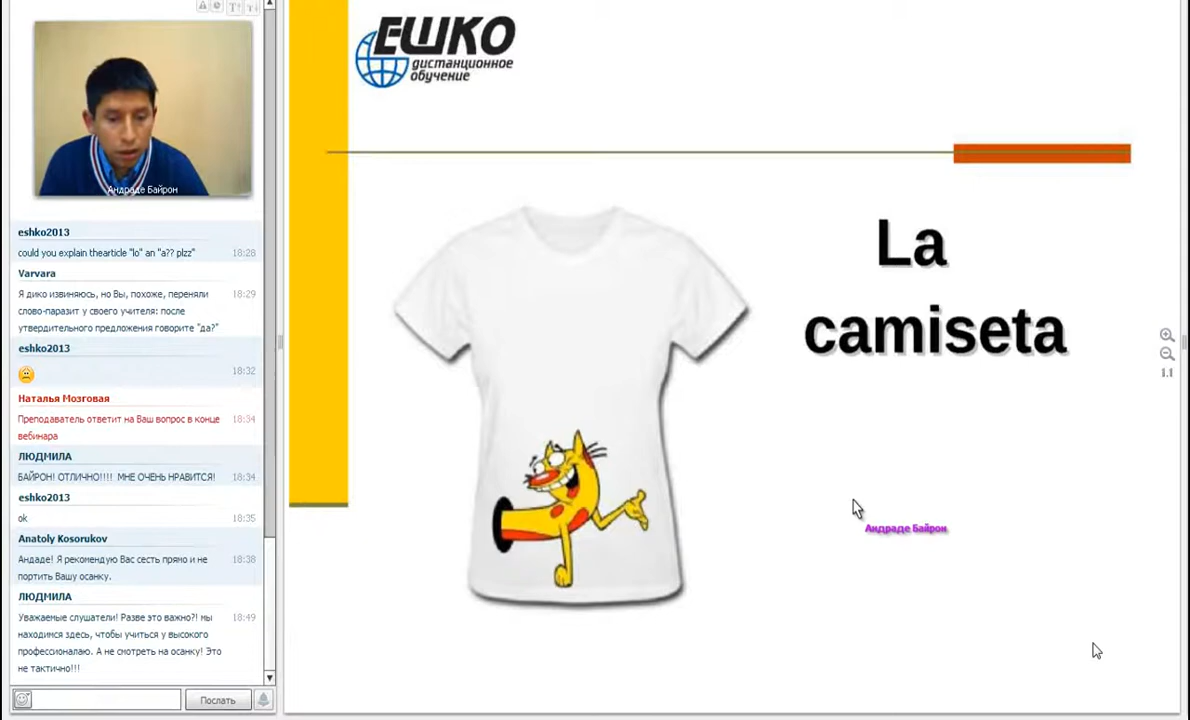 Андраде Байрон
eshko2013
could you explain thearticle "lo" an "a?? plzz"
18:28
Varvara
Я дико извиняюсь, но Вы, похоже, переняли
слово-паразит у своего учителя: после
утвердительного предложения говорите "да?"
18:29
eshko2013
18:32
Наталья Мозговая
Преподаватель ответит на Ваш вопрос в конце
вебинара
18:34
ЛЮДМИЛА
БАЙРОН! ОТЛИЧНО!!!! МНЕ ОЧЕНЬ НРАВИТСЯ!
18:34
eshko2013
ok
18:35
Anatoly Kosorukov
Андаде! Я рекомендую Вас сесть прямо и не
портить Вашу осанку.
18:38
ЛЮДМИЛА
Уважаемые слушатели! Разве это важно?! мы
находимся здесь, чтобы учиться у высокого
профессионалаю. А не смотреть на осанку! Это
не тактично!!!
18:49
Послать
ЕШКО
дистанционное
обучение
La
camiseta
Андраде Байрон
1:1